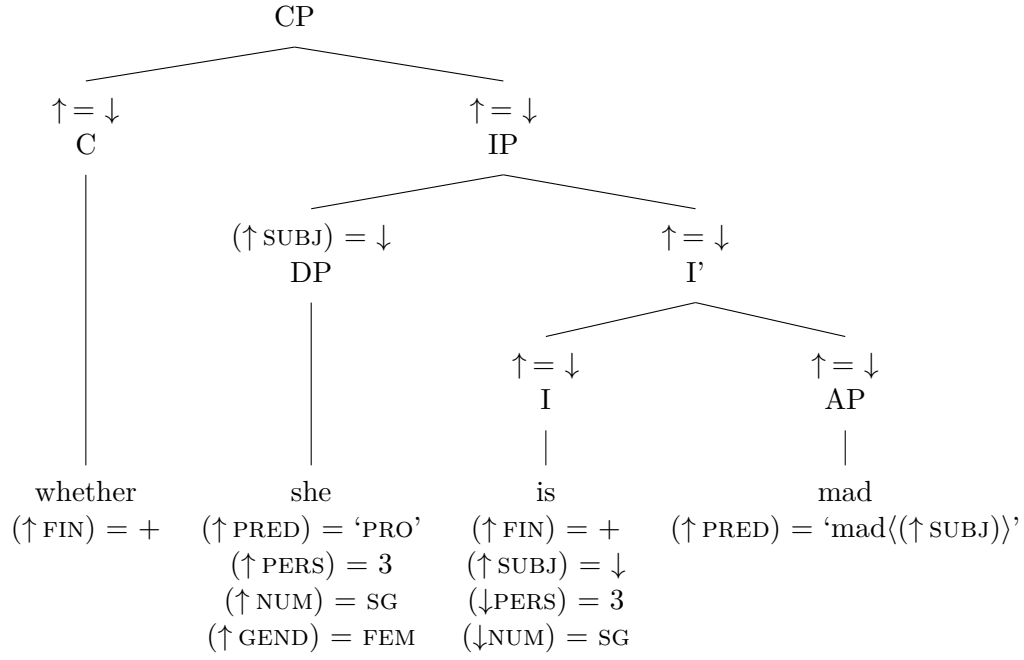 CP
↑ = ↓ ↑ = ↓
C IP
(↑ SUBJ) = ↓ ↑ = ↓
DP I'
↑ = ↓ ↑ = ↓
I AP
whether she is mad
(↑ FIN) = + (↑ PRED) = ‘PRO’ (↑ FIN) = + (↑ PRED) = ‘mad⟨(↑ SUBJ)⟩’
(↑ PERS) = 3 (↑ SUBJ) = ↓
(↑ NUM) = SG (↓PERS) = 3
(↑ GEND) = FEM (↓NUM) = SG